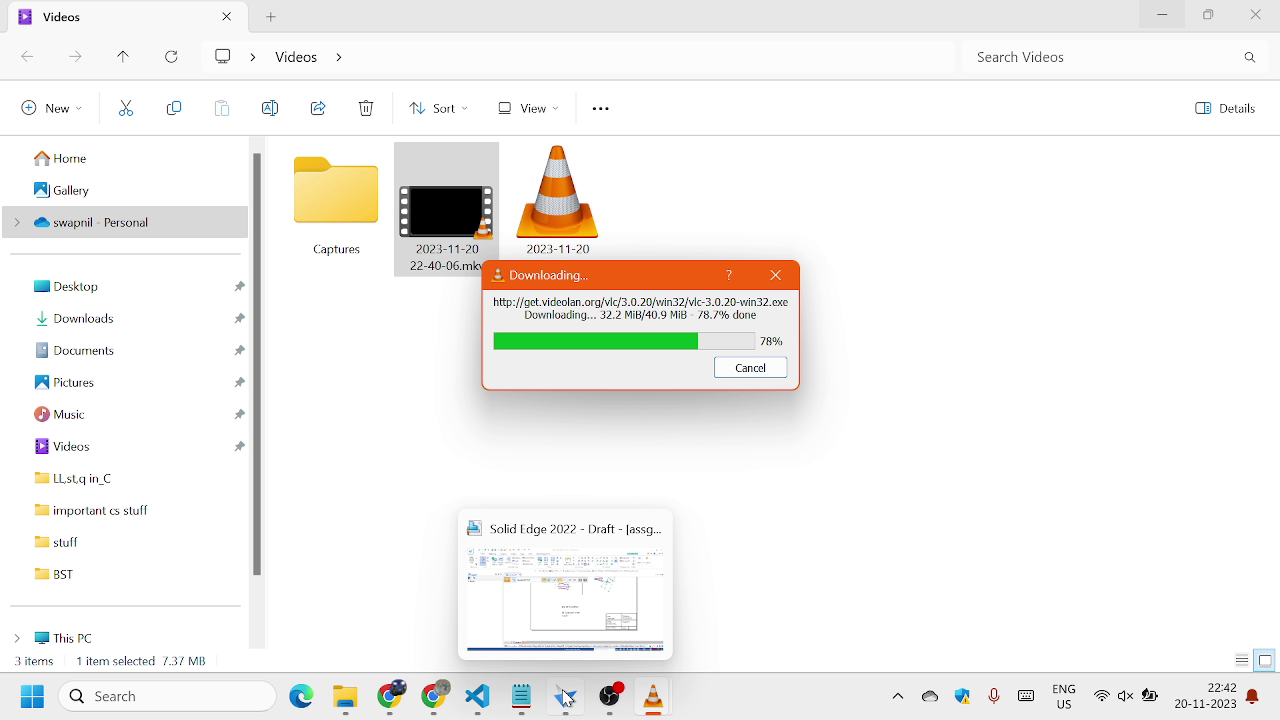 Videos
Videos
Search Videos
New
Sort
View
Details
Home
Gallery
swapnil - Personal
Desktop
Downloads
Documents
Pictures
Music
Videos
LL,st,q in_C
important cs stuff
stuff
BST
This PC
Captures
2023-11-20
22-40-06.mkv
2023-11-20
Downloading...
?
http://get.videolan.org/vlc/3.0.20/win32/vlc-3.0.20-win32.exe
Downloading... 32.2 MiB/40.9 MiB - 78.7% done
78%
Cancel
Solid Edge 2022 - Draft - [assg...
3 items
1 item selected 7.37 MB
Search
ENG
US
22:42
20-11-2023